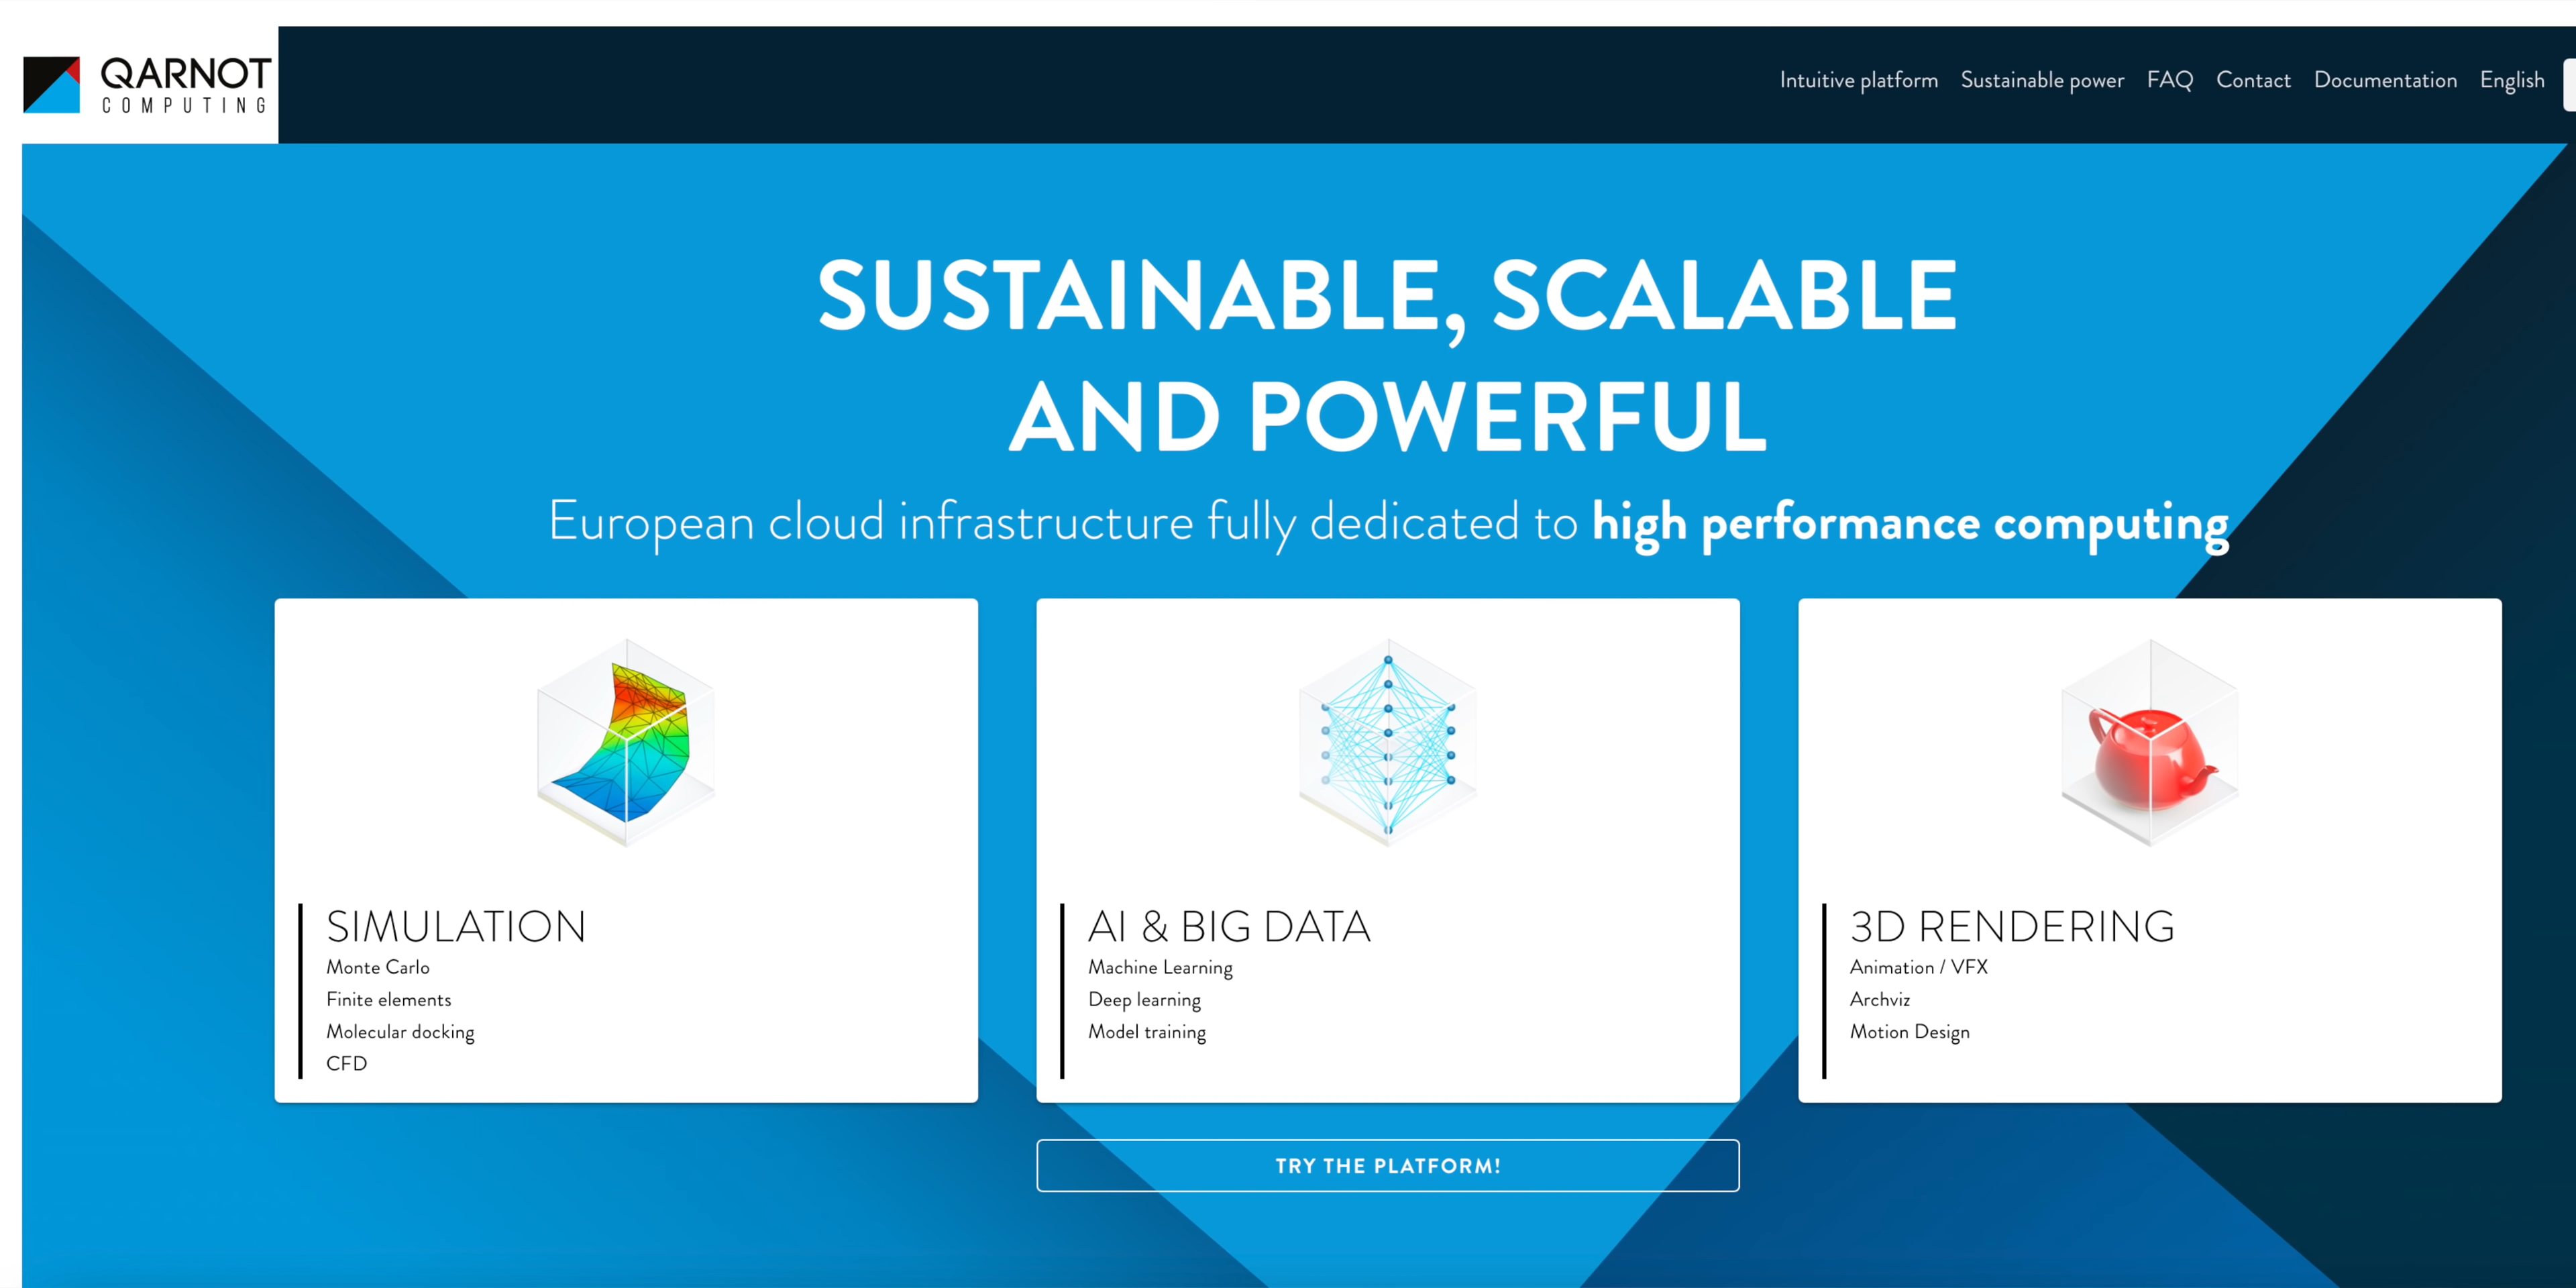 QARNOT
COMPUTING
Intuitive platform Sustainable power FAQ Contact Documentation English
SUSTAINABLE, SCALABLE
AND POWERFUL
European cloud infrastructure fully dedicated to high performance computing
SIMULATION
Monte Carlo
Finite elements
Molecular docking
CFD
AI & BIG DATA
Machine Learning
Deep learning
Model training
3D RENDERING
Animation / VFX
Archviz
Motion Design
TRY THE PLATFORM!